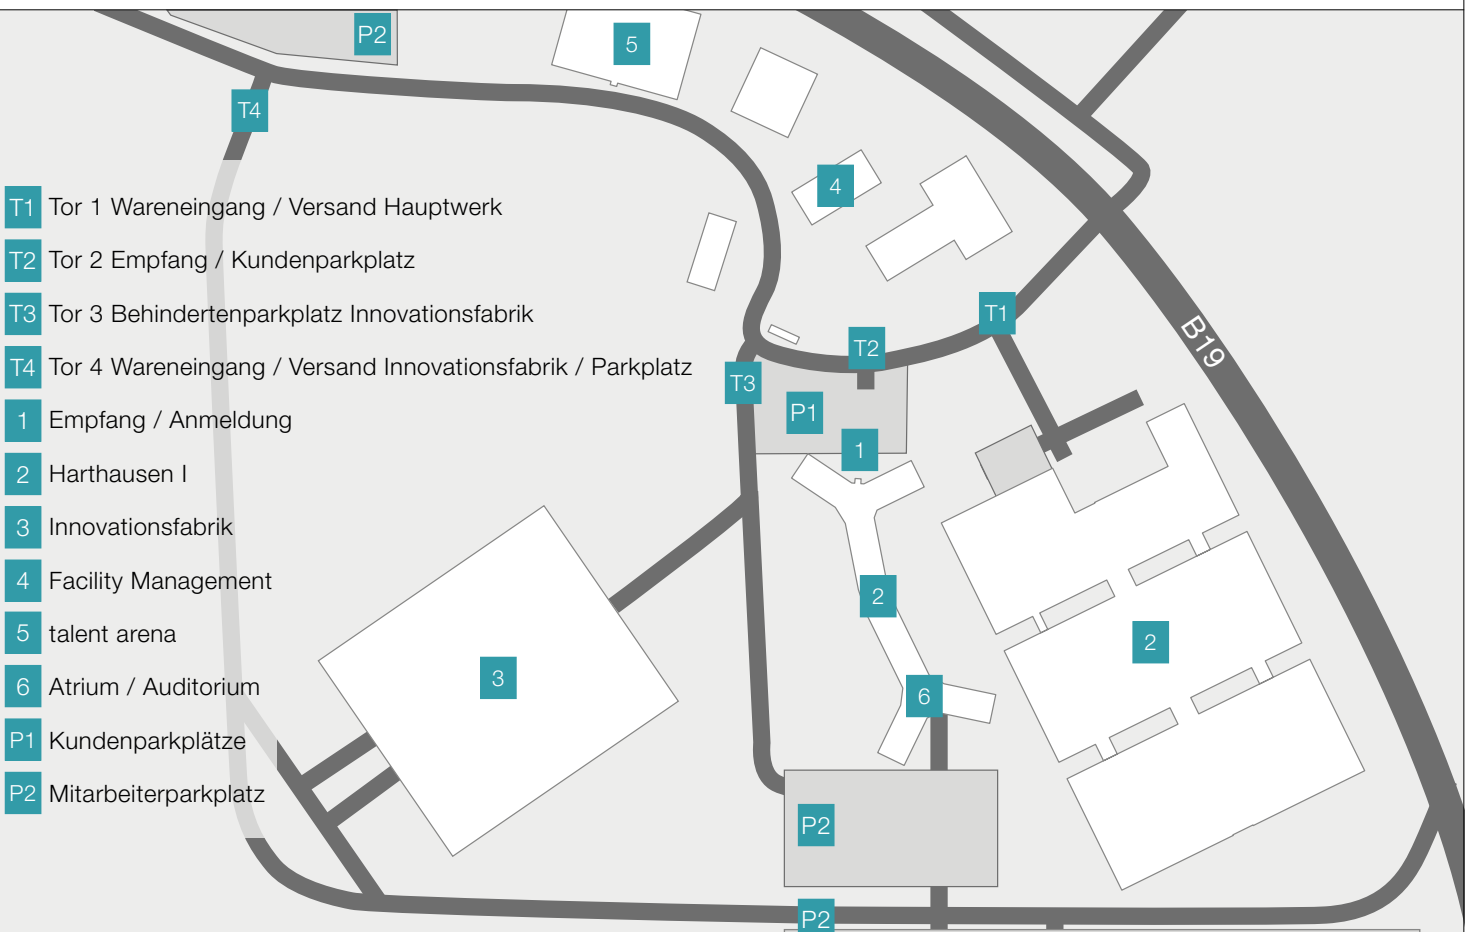 P2
5
T4
4
T1 Tor 1 Wareneingang / Versand Hauptwerk
T2 Tor 2 Empfang / Kundenparkplatz
T3 Tor 3 Behindertenparkplatz Innovationsfabrik
T4 Tor 4 Wareneingang / Versand Innovationsfabrik / Parkplatz
1 Empfang / Anmeldung
2 Harthausen I
3 Innovationsfabrik
4 Facility Management
5 talent arena
6 Atrium / Auditorium
P1 Kundenparkplätze
P2 Mitarbeiterparkplatz
T1
B19
T2
T3
P1
1
2
2
3
6
P2
P2